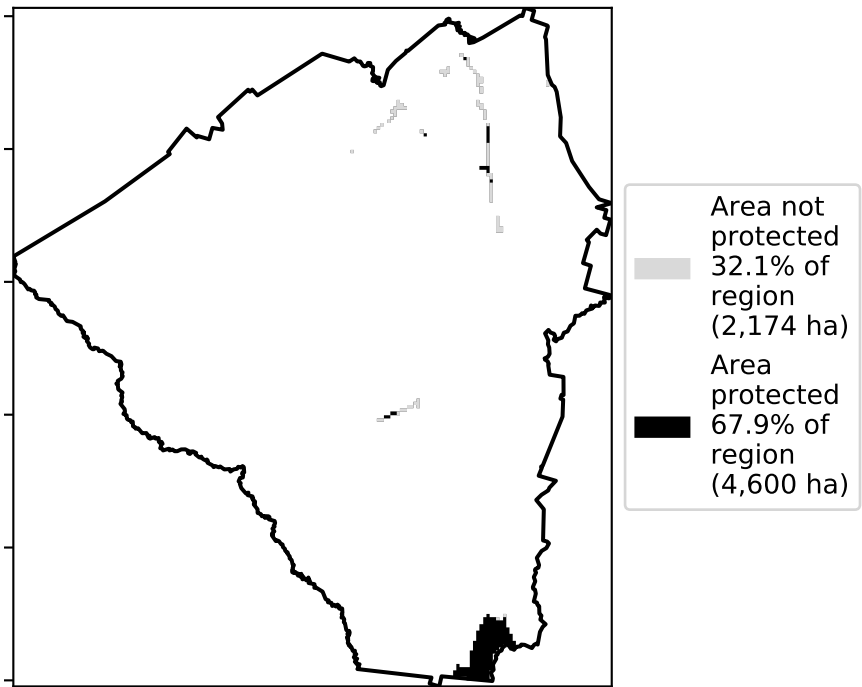 Area not
protected
32.1% of
region
(2,174 ha)
Area
protected
67.9% of
region
(4,600 ha)